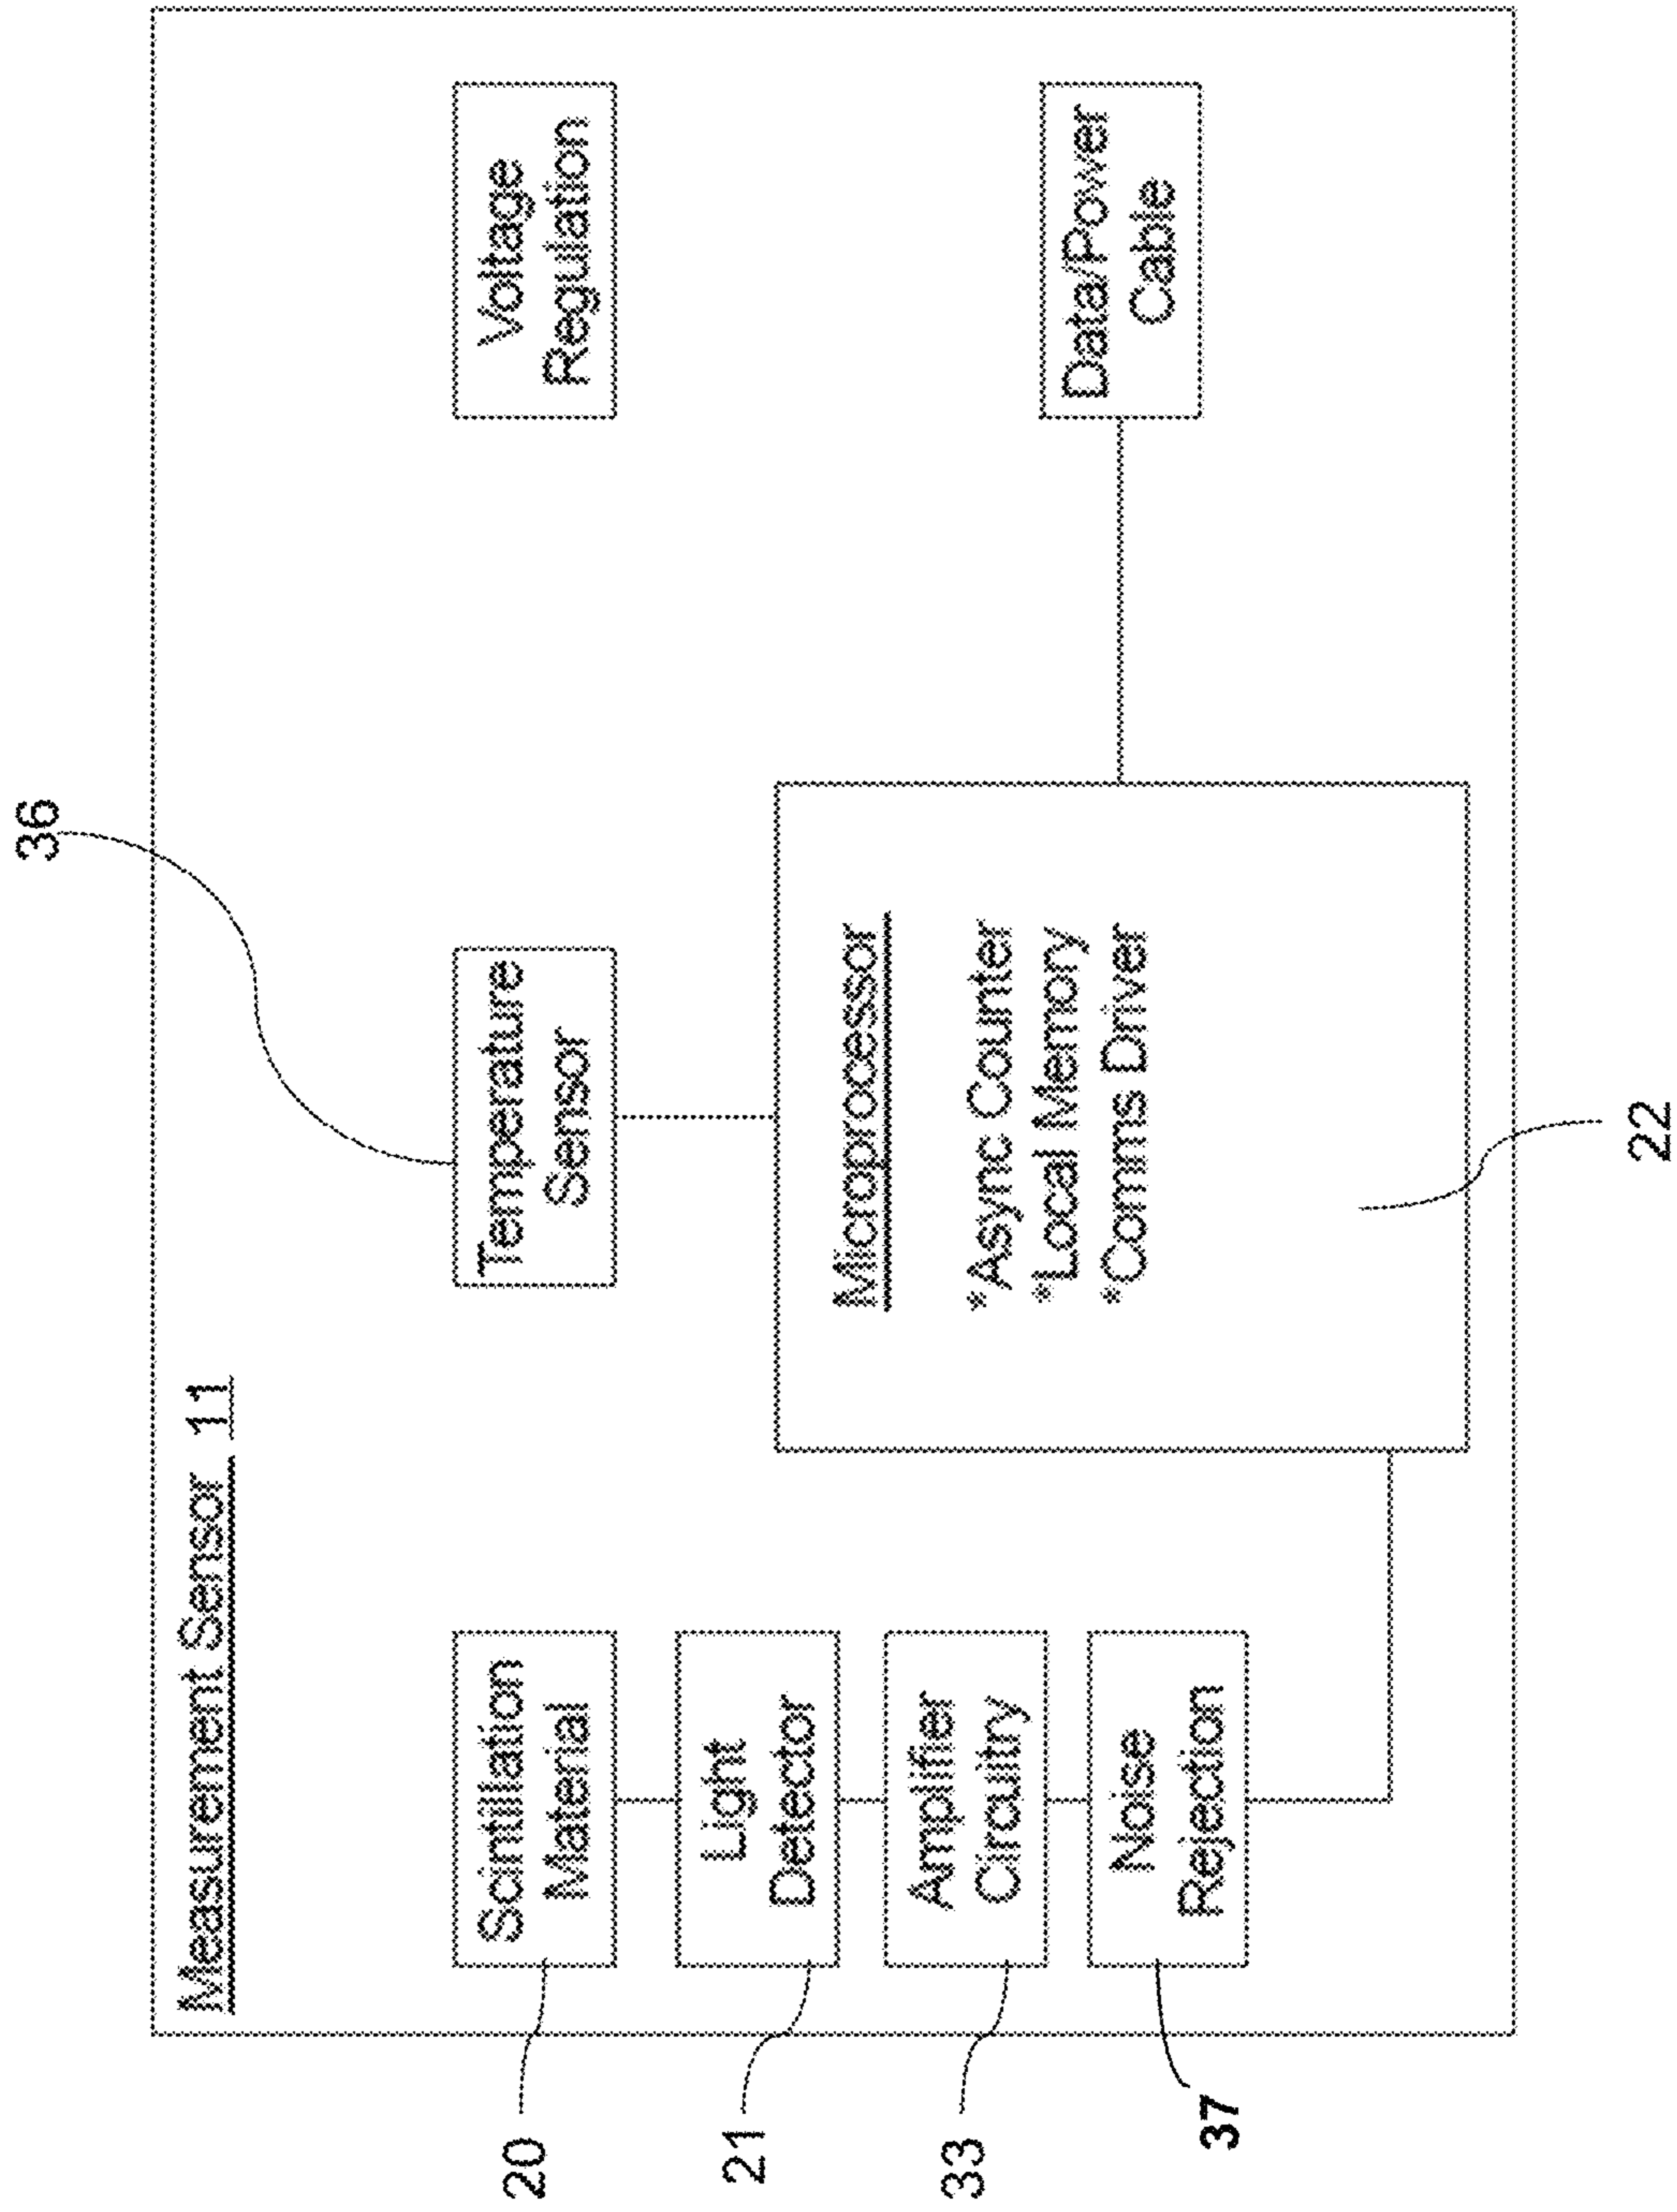 Measurement Sensor 11
36
Scintillation
Material
20
Light
Detector
21
Amplifier
Circuitry
33
Noise
Rejection
37
Temperature
Sensor
Microprocessor
*Async Counter
*Local Memory
*Comms Driver
22
Voltage
Regulation
Data/Power
Cable